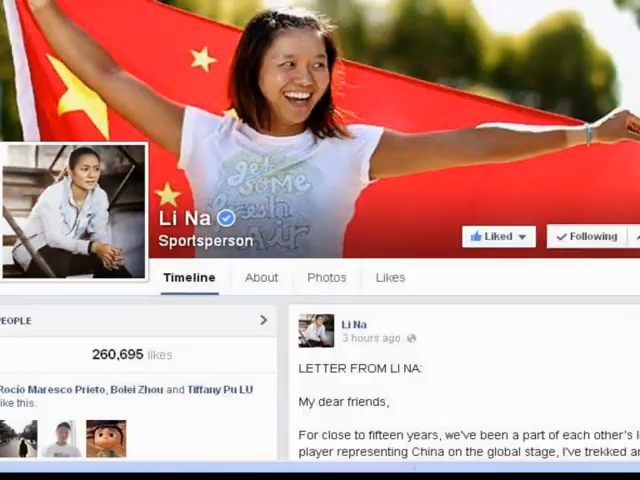 get
SOME
fresh
Air
Li Na
Sportsperson
Liked
Following
Timeline
About
Photos
Likes
PEOPLE
260,695 likes
Rocio Maresco Prieto, Bolei Zhou and Tiffany Pu LU
like this.
Li Na
3 hours ago
LETTER FROM LI NA:
My dear friends,
For close to fifteen years, we've been a part of each other's
player representing China on the global stage, I've trekked